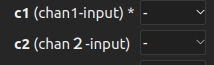 c1 (chan1-input) * -
c2 (chan 2 -input) -